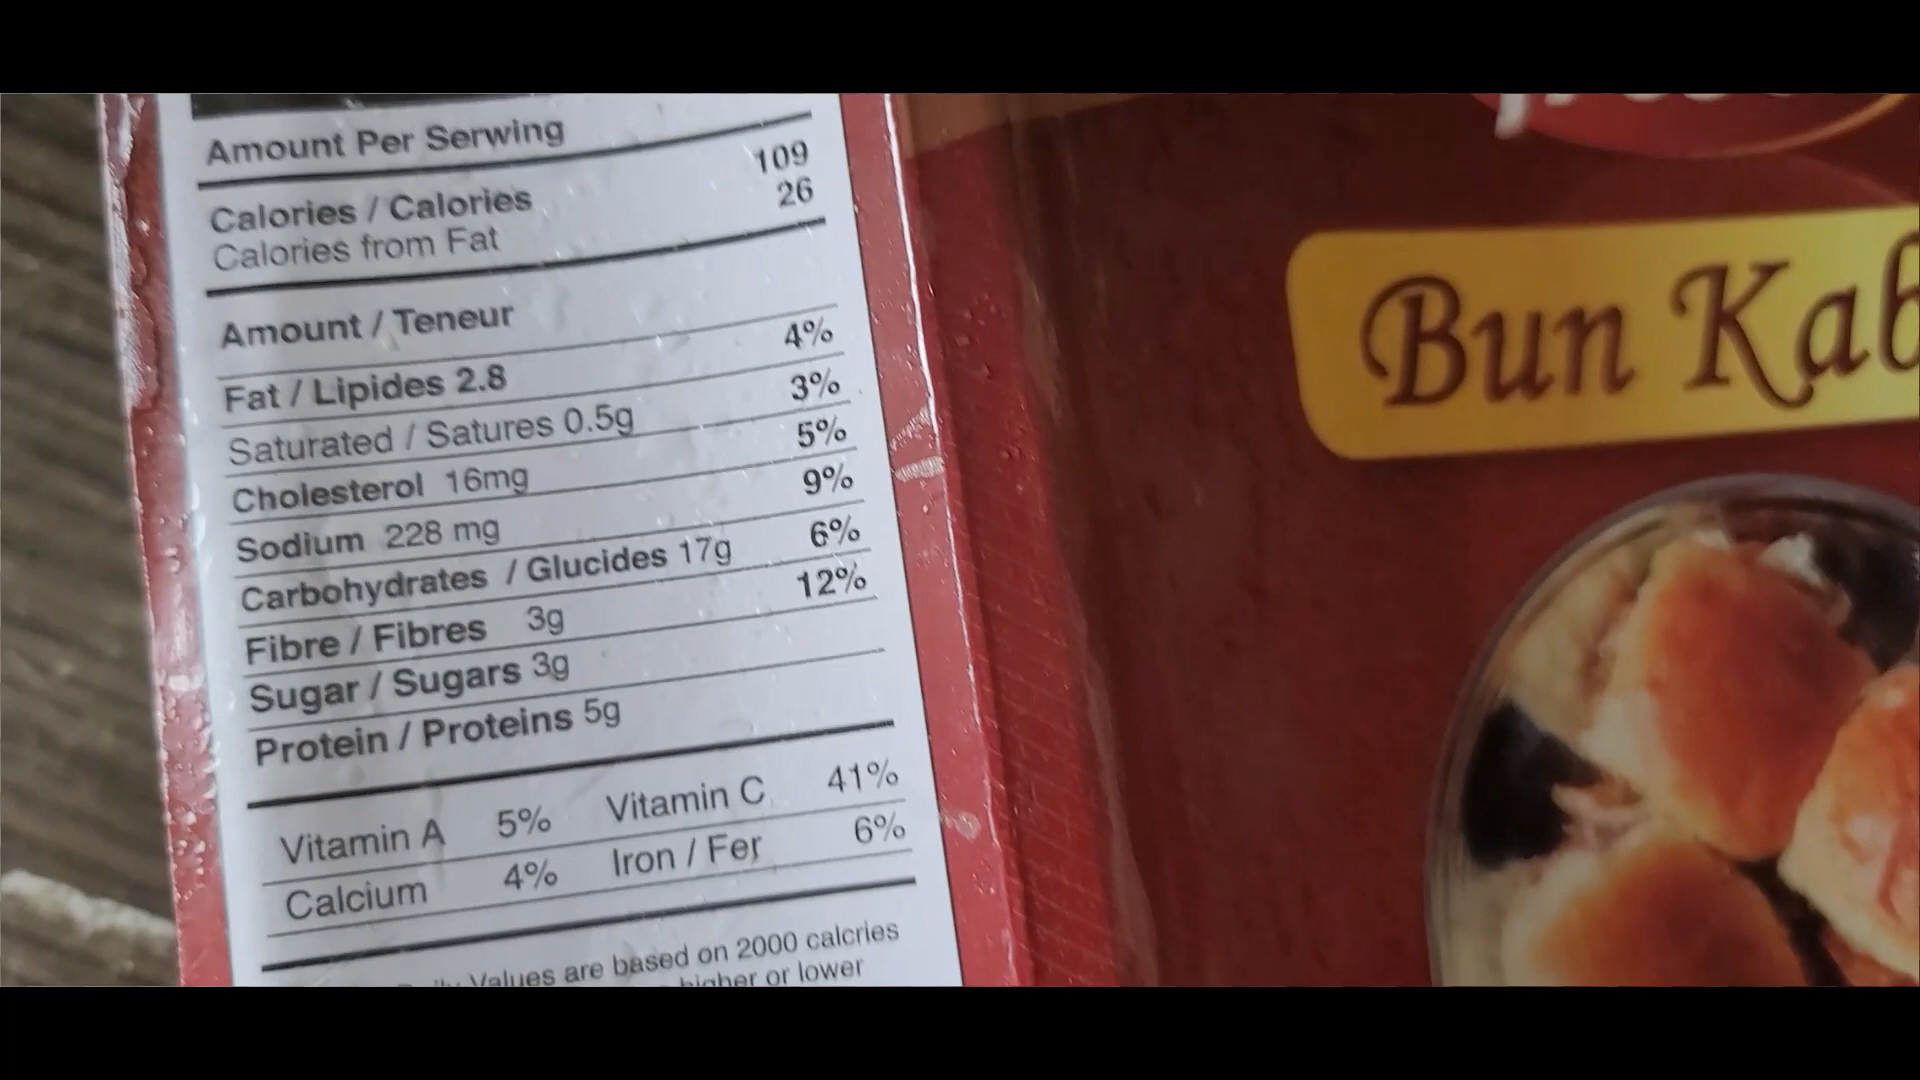 Amount Per Serwing
Calories / Calories 109
Calories from Fat 26
Amount / Teneur
Fat / Lipides 2.8 4%
Saturated / Satures 0.5g 3%
Cholesterol 16mg 5%
Sodium 228 mg 9%
Carbohydrates / Glucides 17g 6%
Fibre / Fibres 3g 12%
Sugar / Sugars 3g
Protein / Proteins 5g
Vitamin A 5% Vitamin C 41%
Calcium 4% Iron / Fer 6%
Values are based on 2000 calcries
higher or lower
Bun